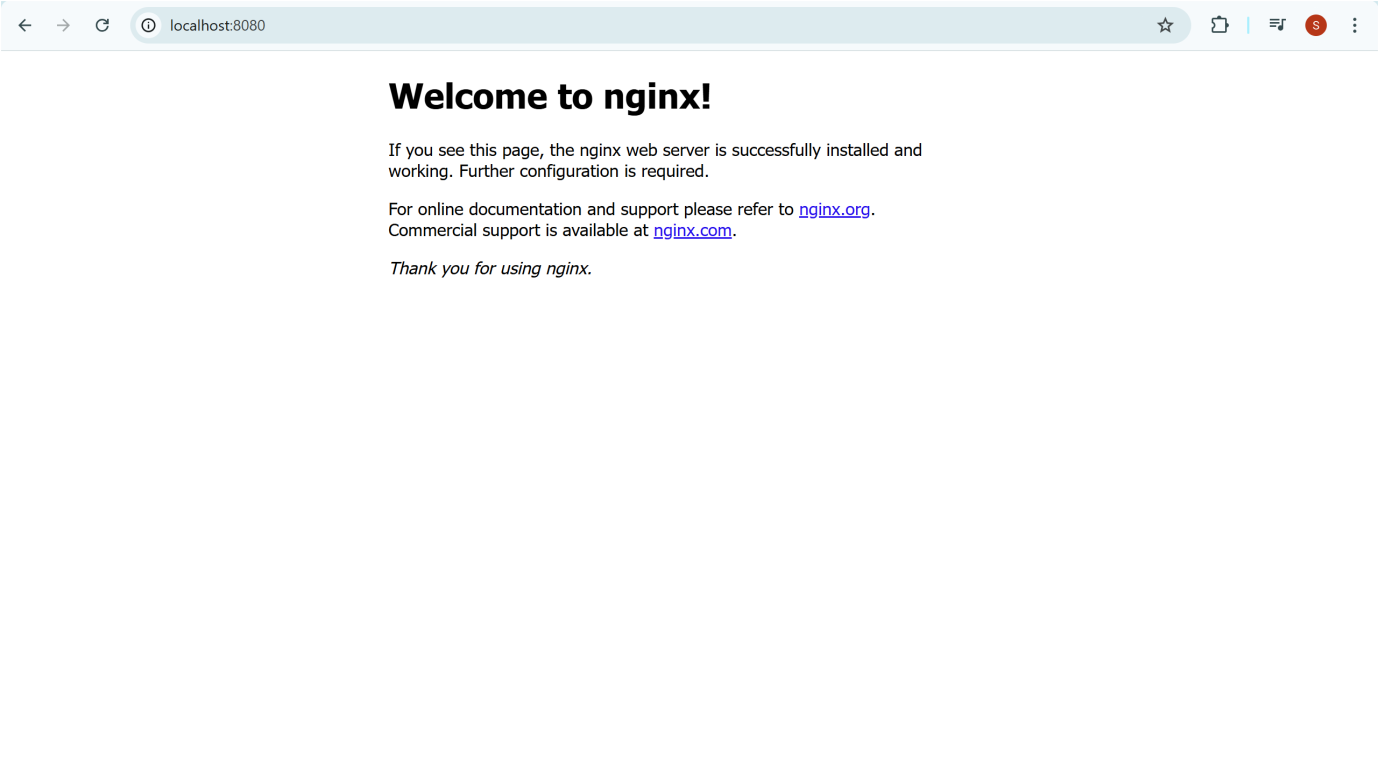 localhost:8080
S
Welcome to nginx!
If you see this page, the nginx web server is successfully installed and
working. Further configuration is required.
For online documentation and support please refer to nginx.org.
Commercial support is available at nginx.com.
Thank you for using nginx.